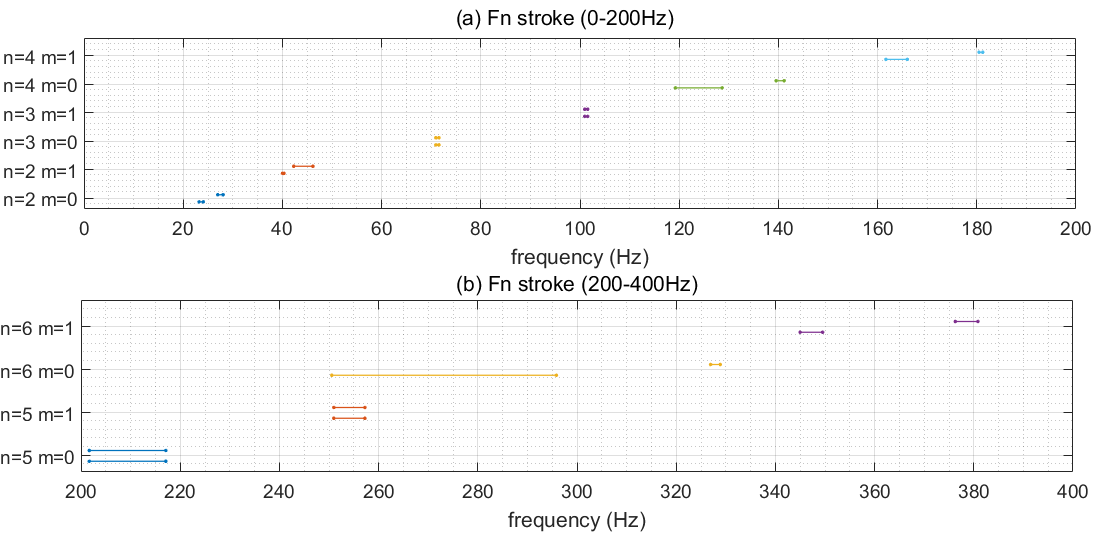 (a) Fn stroke (0-200Hz)
n=4 m=1
n=4 m=0
n=3 m=1
n=3 m=0
n=2 m=1
n=2 m=0
0 20 40 60 80 100 120 140 160 180 200
frequency (Hz)
(b) Fn stroke (200-400Hz)
n=6 m=1
n=6 m=0
n=5 m=1
n=5 m=0
200 220 240 260 280 300 320 340 360 380 400
frequency (Hz)